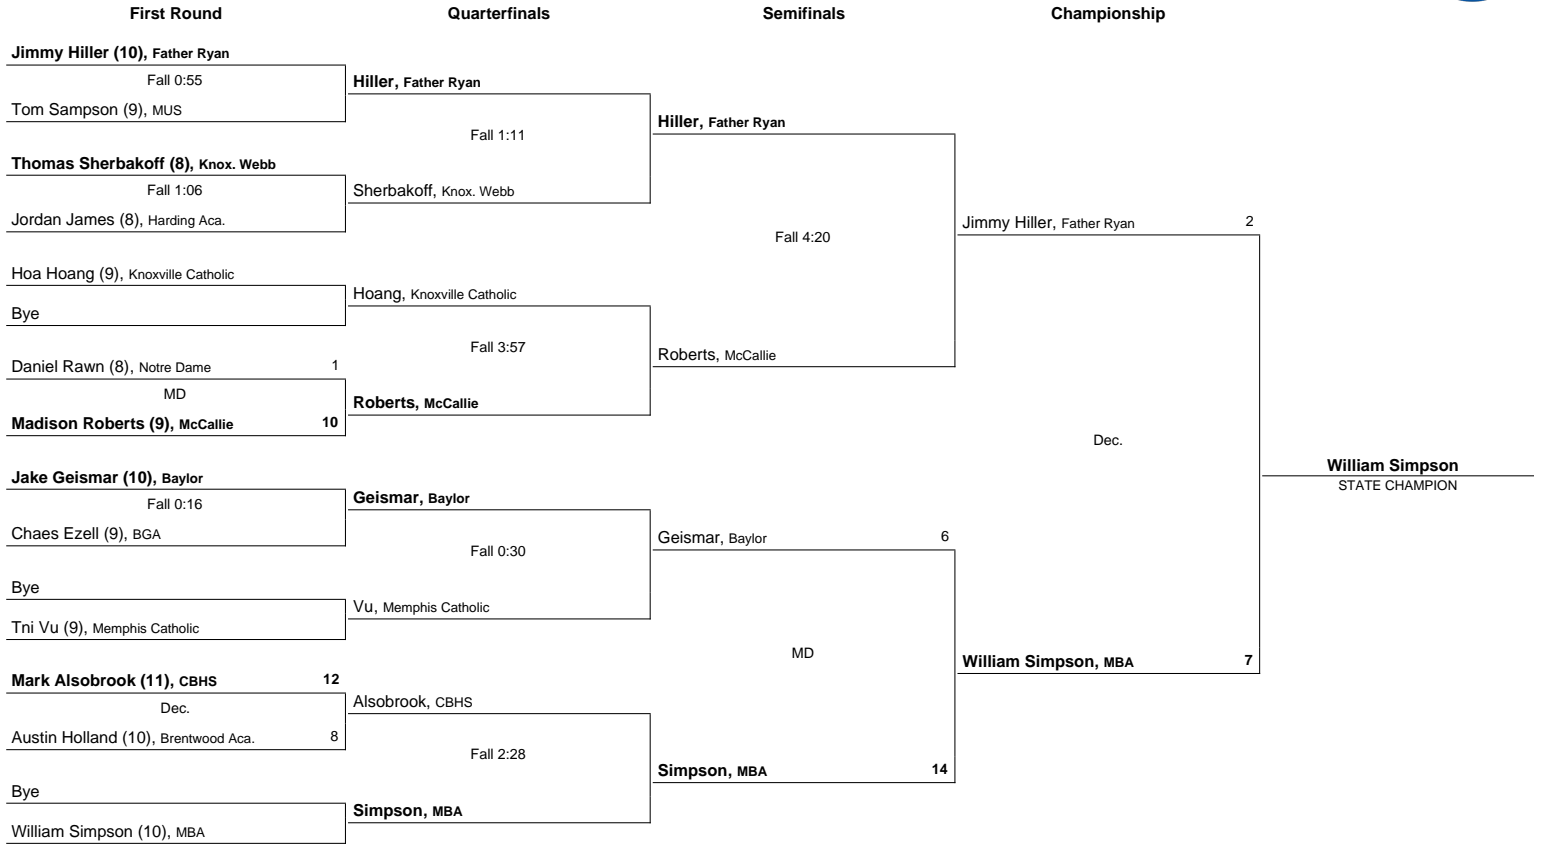 First Round Quarterfinals Semifinals Championship
Jimmy Hiller (10), Father Ryan
Fall 0:55
Tom Sampson (9), MUS
Thomas Sherbakoff (8), Knox. Webb
Fall 1:06
Jordan James (8), Harding Aca.
Hoa Hoang (9), Knoxville Catholic
Bye
Daniel Rawn (8), Notre Dame 1
MD
Madison Roberts (9), McCallie 10
Jake Geismar (10), Baylor
Fall 0:16
Chaes Ezell (9), BGA
Bye
Tni Vu (9), Memphis Catholic
Mark Alsobrook (11), CBHS 12
Dec.
Austin Holland (10), Brentwood Aca. 8
Bye
William Simpson (10), MBA
Hiller, Father Ryan
Fall 1:11
Sherbakoff, Knox. Webb
Hoang, Knoxville Catholic
Fall 3:57
Roberts, McCallie
Geismar, Baylor
Fall 0:30
Vu, Memphis Catholic
Alsobrook, CBHS
Fall 2:28
Simpson, MBA
Hiller, Father Ryan
Fall 4:20
Roberts, McCallie
Geismar, Baylor 6
MD
Simpson, MBA 14
Jimmy Hiller, Father Ryan 2
Dec.
William Simpson, MBA 7
William Simpson
STATE CHAMPION